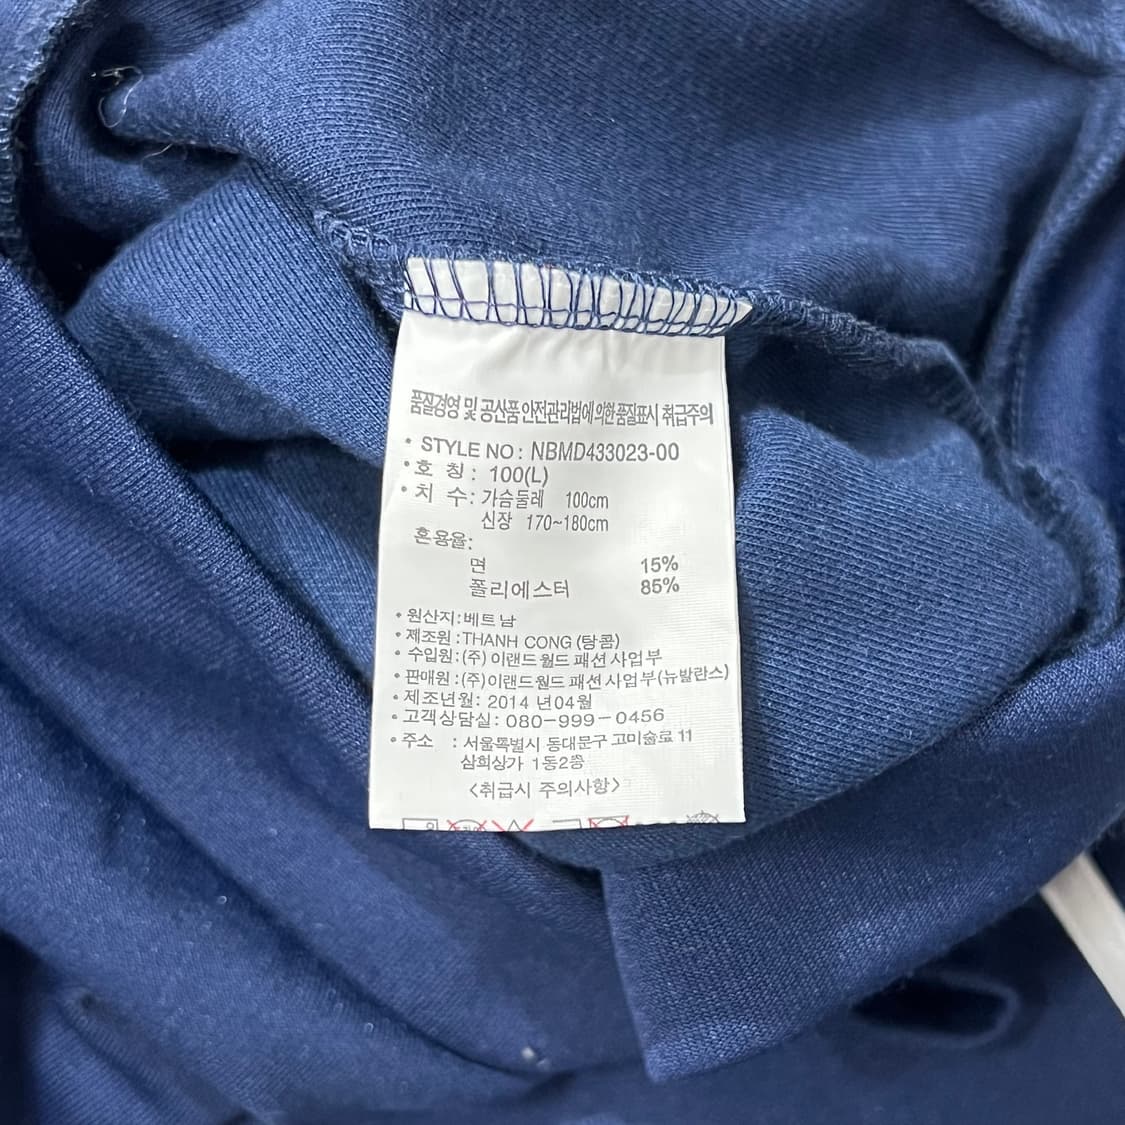 품질경영 및 공산품 안전관리법에 의한 품질표시 취급주의
• STYLE NO : NBMD433023-00
• 호 칭 : 100(L)
• 치 수 : 가슴둘레 100cm
신장 170~180cm
혼용율:
면 15%
폴리에스터 85%
• 원산지:베트남
• 제조원:THANH CONG (탕콤)
• 수입원:(주) 이랜드 월드 패션 사업부
• 판매원:(주)이랜드월드 패션 사업부(뉴발란스)
• 제조년월: 2014 년 04월
• 고객상담실: 080-999-0456
• 주소 : 서울특별시 동대문구 고미술로 11
삼희상가 1동2층
<취급시 주의사항>